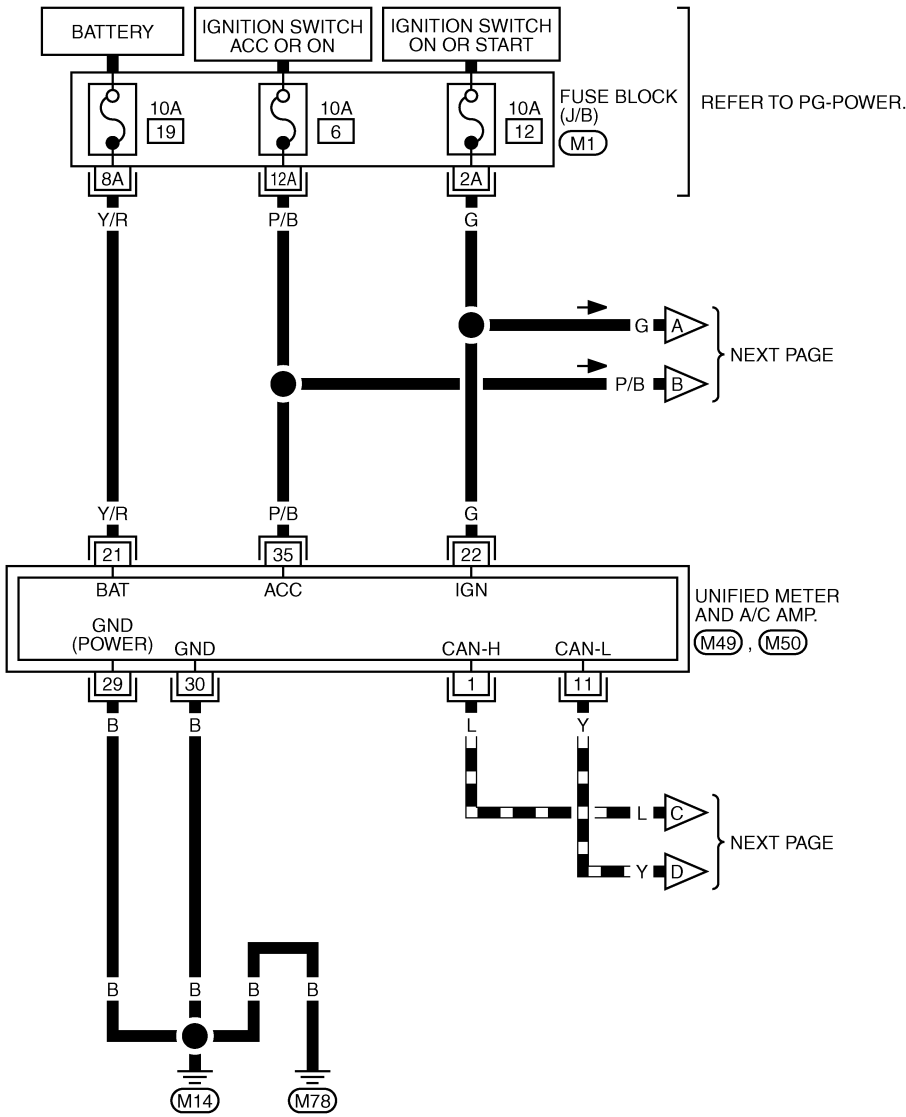 BATTERY
IGNITION SWITCH
ACC OR ON
IGNITION SWITCH
ON OR START
10A
19
10A
6
10A
12
FUSE BLOCK
(J/B)
M1
REFER TO PG-POWER.
8A
12A
2A
Y/R
P/B
G
G
A
P/B
B
NEXT PAGE
Y/R
P/B
G
21
35
22
BAT
ACC
IGN
UNIFIED METER
AND A/C AMP.
M49 , M50
GND
(POWER)
GND
CAN-H
CAN-L
29
30
1
11
B
B
L
Y
L
C
Y
D
NEXT PAGE
B
B
B
B
M14
M78